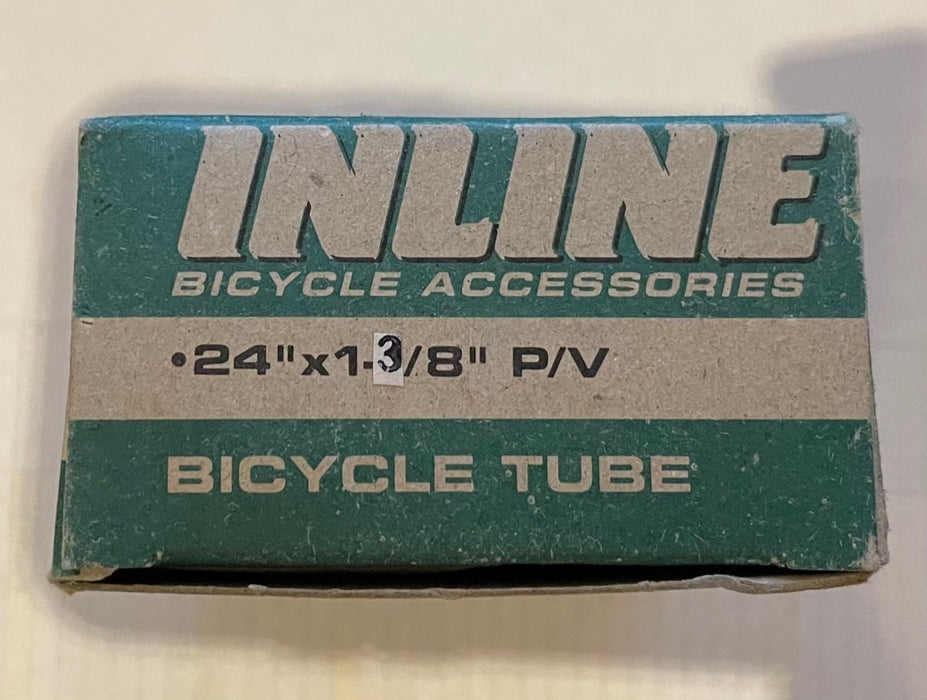 INLINE
BICYCLE ACCESSORIES
•24"x1-3/8" P/V
BICYCLE TUBE